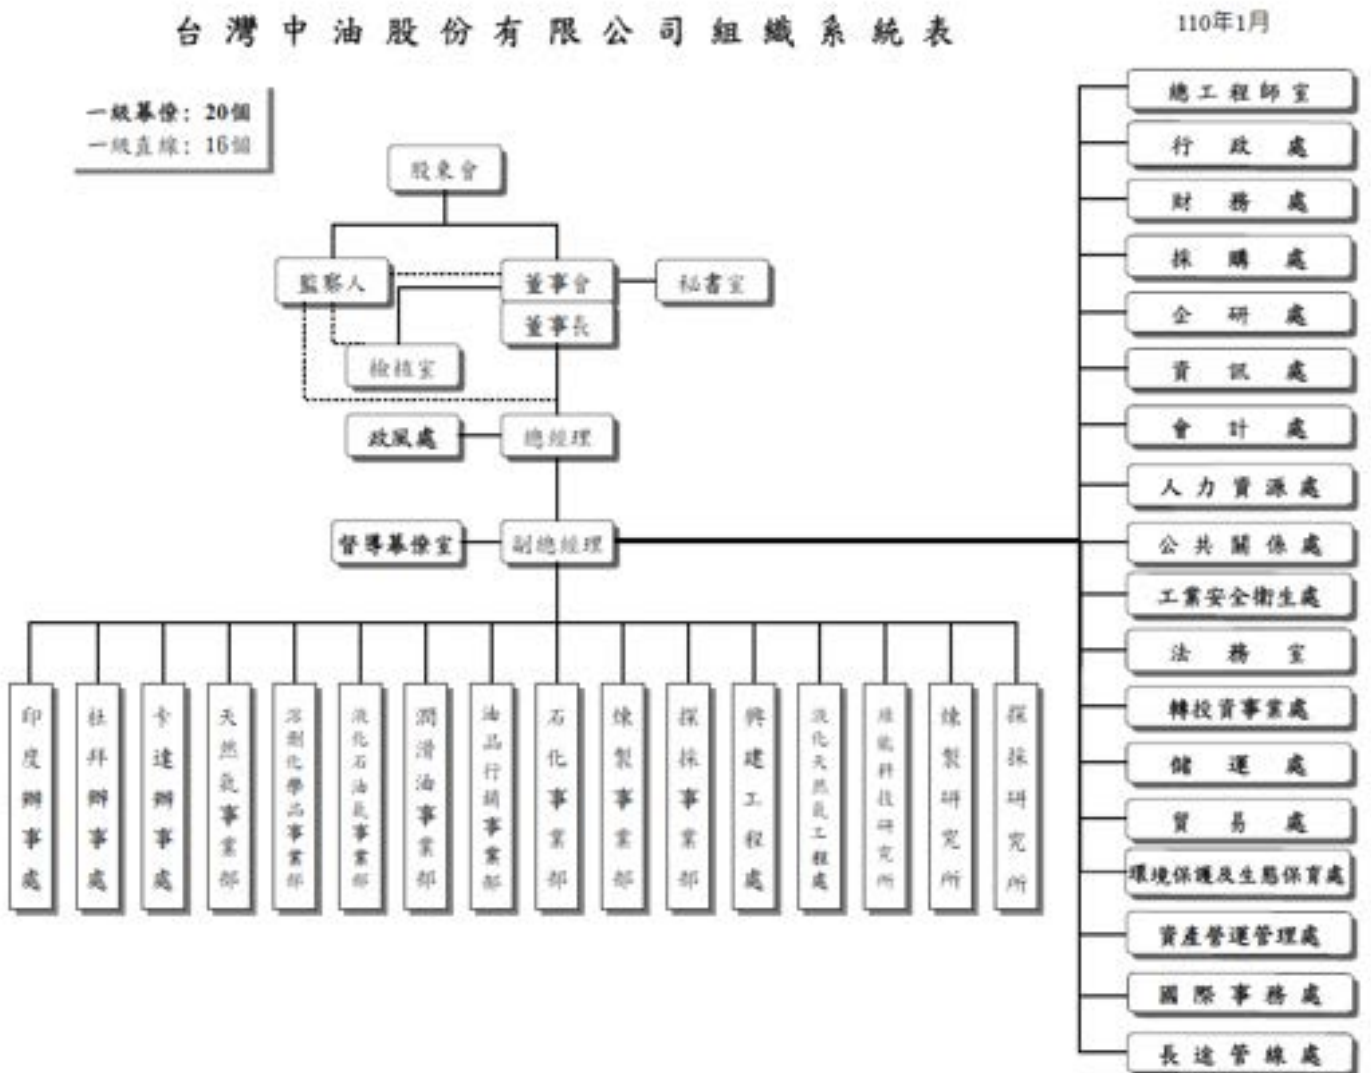 台灣中油股份有限公司組織系統表
110年1月
一級幕僚：20個
一級直線：16個
股東會
監察人
董事會
董事長
秘書室
檢核室
政風處
總經理
督導幕僚室
副總經理
印度辦事處
杜拜辦事處
卡達辦事處
天然氣事業部
溶劑化學品事業部
液化石油氣事業部
潤滑油事業部
油品行銷事業部
石化事業部
煉製事業部
探採事業部
興建工程處
液化天然氣工程處
綠能科技研究所
煉製研究所
探採研究所
總工程師室
行政處
財務處
採購處
企研處
資訊處
會計處
人力資源處
公共關係處
工業安全衛生處
法務室
轉投資事業處
儲運處
貿易處
環境保護及生態保育處
資產營運管理處
國際事務處
長途管線處